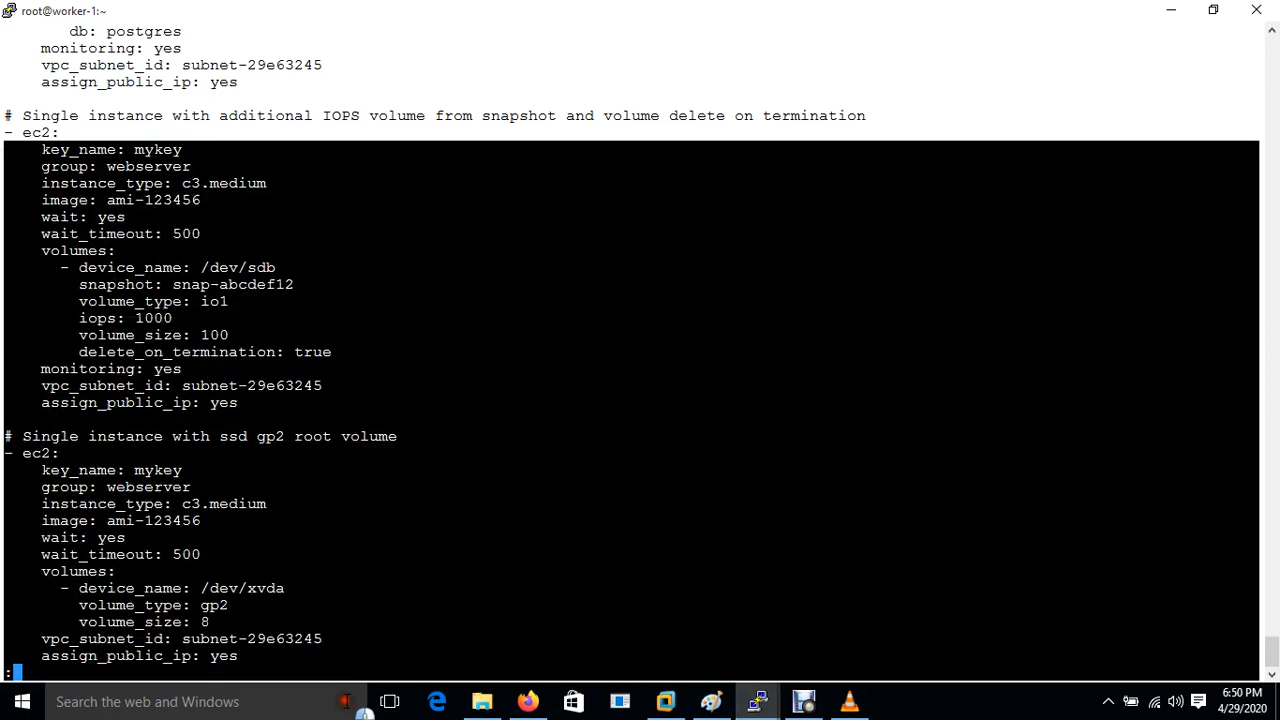 root@worker-1:~
db: postgres
monitoring: yes
vpc_subnet_id: subnet-29e63245
assign_public_ip: yes
# Single instance with additional IOPS volume from snapshot and volume delete on termination
- ec2:
key_name: mykey
group: webserver
instance_type: c3.medium
image: ami-123456
wait: yes
wait_timeout: 500
volumes:
- device_name: /dev/sdb
snapshot: snap-abcdef12
volume_type: io1
iops: 1000
volume_size: 100
delete_on_termination: true
monitoring: yes
vpc_subnet_id: subnet-29e63245
assign_public_ip: yes
# Single instance with ssd gp2 root volume
- ec2:
key_name: mykey
group: webserver
instance_type: c3.medium
image: ami-123456
wait: yes
wait_timeout: 500
volumes:
- device_name: /dev/xvda
volume_type: gp2
volume_size: 8
vpc_subnet_id: subnet-29e63245
assign_public_ip: yes
:
Search the web and Windows
6:50 PM
4/29/2020